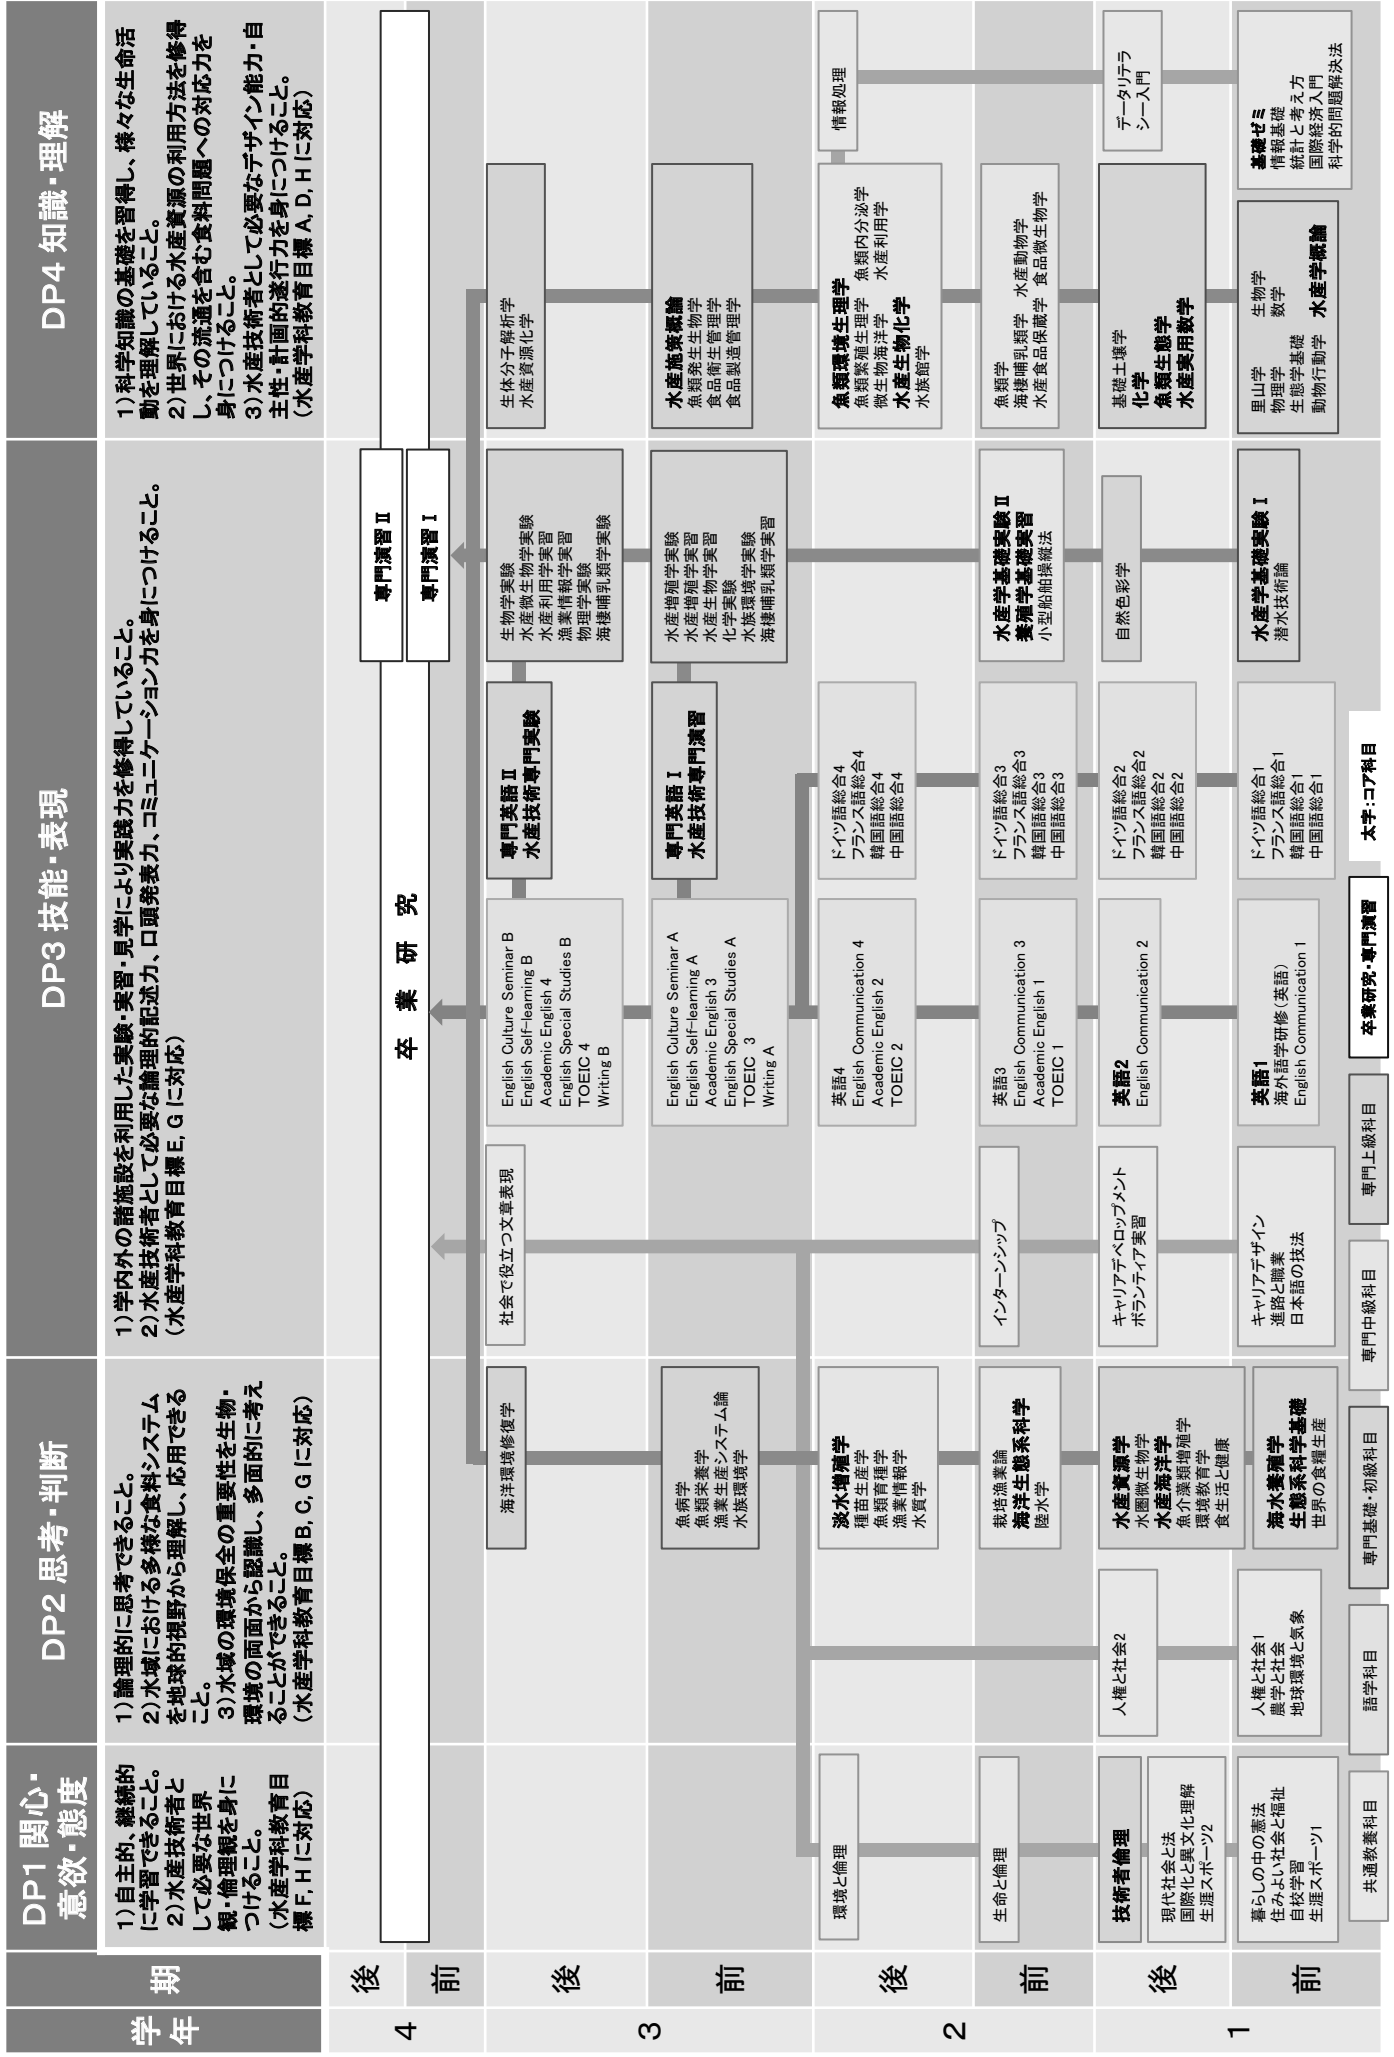 学年
期
DP1 関心・
意欲・態度
DP2 思考・判断
DP3 技能・表現
DP4 知識・理解
1)自主的、継続的
に学習できること。
2)水産技術者と
して必要な世界
観・倫理観を身に
つけること。
(水産学科教育目
標 F, H に対応)
1)論理的に思考できること。
2)水域における多様な食料システム
を地球的視野から理解し、応用できる
こと。
3)水域の環境保全の重要性を生物・
環境の両面から認識し、多面的に考え
ることができること。
(水産学科教育目標 B, C, G に対応)
1)学内外の諸施設を利用した実験・実習・見学により実践力を修得していること。
2)水産技術者として必要な論理的記述力、口頭発表力、コミュニケーション力を身につけること。
(水産学科教育目標 E, G に対応)
1)科学知識の基礎を習得し、様々な生命活
動を理解していること。
2)世界における水産資源の利用方法を修得
し、その流通を含む食料問題への対応力を
身につけること。
3)水産技術者として必要なデザイン能力・自
主性・計画的遂行力を身につけること。
(水産学科教育目標 A, D, H に対応)
4
後
前
卒 業 研 究
専門演習Ⅱ
専門演習Ⅰ
3
後
海洋環境修復学
社会で役立つ文章表現
English Culture Seminar B
English Self-learning B
Academic English 4
English Special Studies B
TOEIC 4
Writing B
専門英語Ⅱ
水産技術専門実験
生物学実験
水産微生物学実験
水産利用学実習
漁業情報学実習
物理学実験
海棲哺乳類学実験
生体分子解析学
水産資源化学
前
魚病学
魚類栄養学
漁業生産システム論
水族環境学
English Culture Seminar A
English Self-learning A
Academic English 3
English Special Studies A
TOEIC 3
Writing A
専門英語Ⅰ
水産技術専門演習
水産増殖学実験
水産増殖学実習
水産生物学実習
化学実験
水族環境学実験
海棲哺乳類学実習
水産施策概論
魚類発生生物学
食品衛生管理学
食品製造管理学
2
後
環境と倫理
淡水増殖学
種苗生産学
魚類育種学
漁業情報学
水質学
英語4
English Communication 4
Academic English 2
TOEIC 2
ドイツ語総合4
フランス語総合4
韓国語総合4
中国語総合4
魚類環境生理学
魚類繁殖生理学 魚類内分泌学
微生物海洋学 水産利用学
水産生物化学
水族館学
情報処理
前
生命と倫理
栽培漁業論
海洋生態系科学
陸水学
インターンシップ
英語3
English Communication 3
Academic English 1
TOEIC 1
ドイツ語総合3
フランス語総合3
韓国語総合3
中国語総合3
水産学基礎実験Ⅱ
養殖学基礎実習
小型船舶操縦法
魚類学
海棲哺乳類学 水産動物学
水産食品保蔵学 食品微生物学
1
後
技術者倫理
現代社会と法
国際化と異文化理解
生涯スポーツ2
人権と社会2
水産資源学
水圏微生物学
水産海洋学
魚介藻類増殖学
環境教育学
食生活と健康
キャリアデベロップメント
ボランティア実習
英語2
English Communication 2
ドイツ語総合2
フランス語総合2
韓国語総合2
中国語総合2
自然色彩学
基礎土壌学
化学
魚類生態学
水産実用数学
データリテラ
シー入門
前
暮らしの中の憲法
住みよい社会と福祉
自校学習
生涯スポーツ1
人権と社会1
農学と社会
地球環境と気象
海水養殖学
生態系科学基礎
世界の食糧生産
キャリアデザイン
進路と職業
日本語の技法
英語1
海外語学研修(英語)
English Communication 1
ドイツ語総合1
フランス語総合1
韓国語総合1
中国語総合1
水産学基礎実験Ⅰ
潜水技術論
里山学 生物学
物理学 数学
生態学基礎
動物行動学 水産学概論
基礎ゼミ
情報基礎
統計と考え方
国際経済入門
科学的問題解決法
共通教養科目
語学科目
専門基礎・初級科目
専門中級科目
専門上級科目
卒業研究・専門演習
太字:コア科目